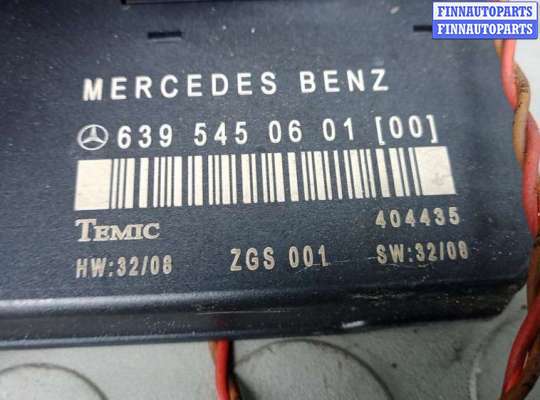 FINNAUTOPARTS
FINNAUTOPARTS
MERCEDES BENZ
639 545 06 01 [00]
TEMIC 404435
HW:32/08 ZGS 001 SW:32/08